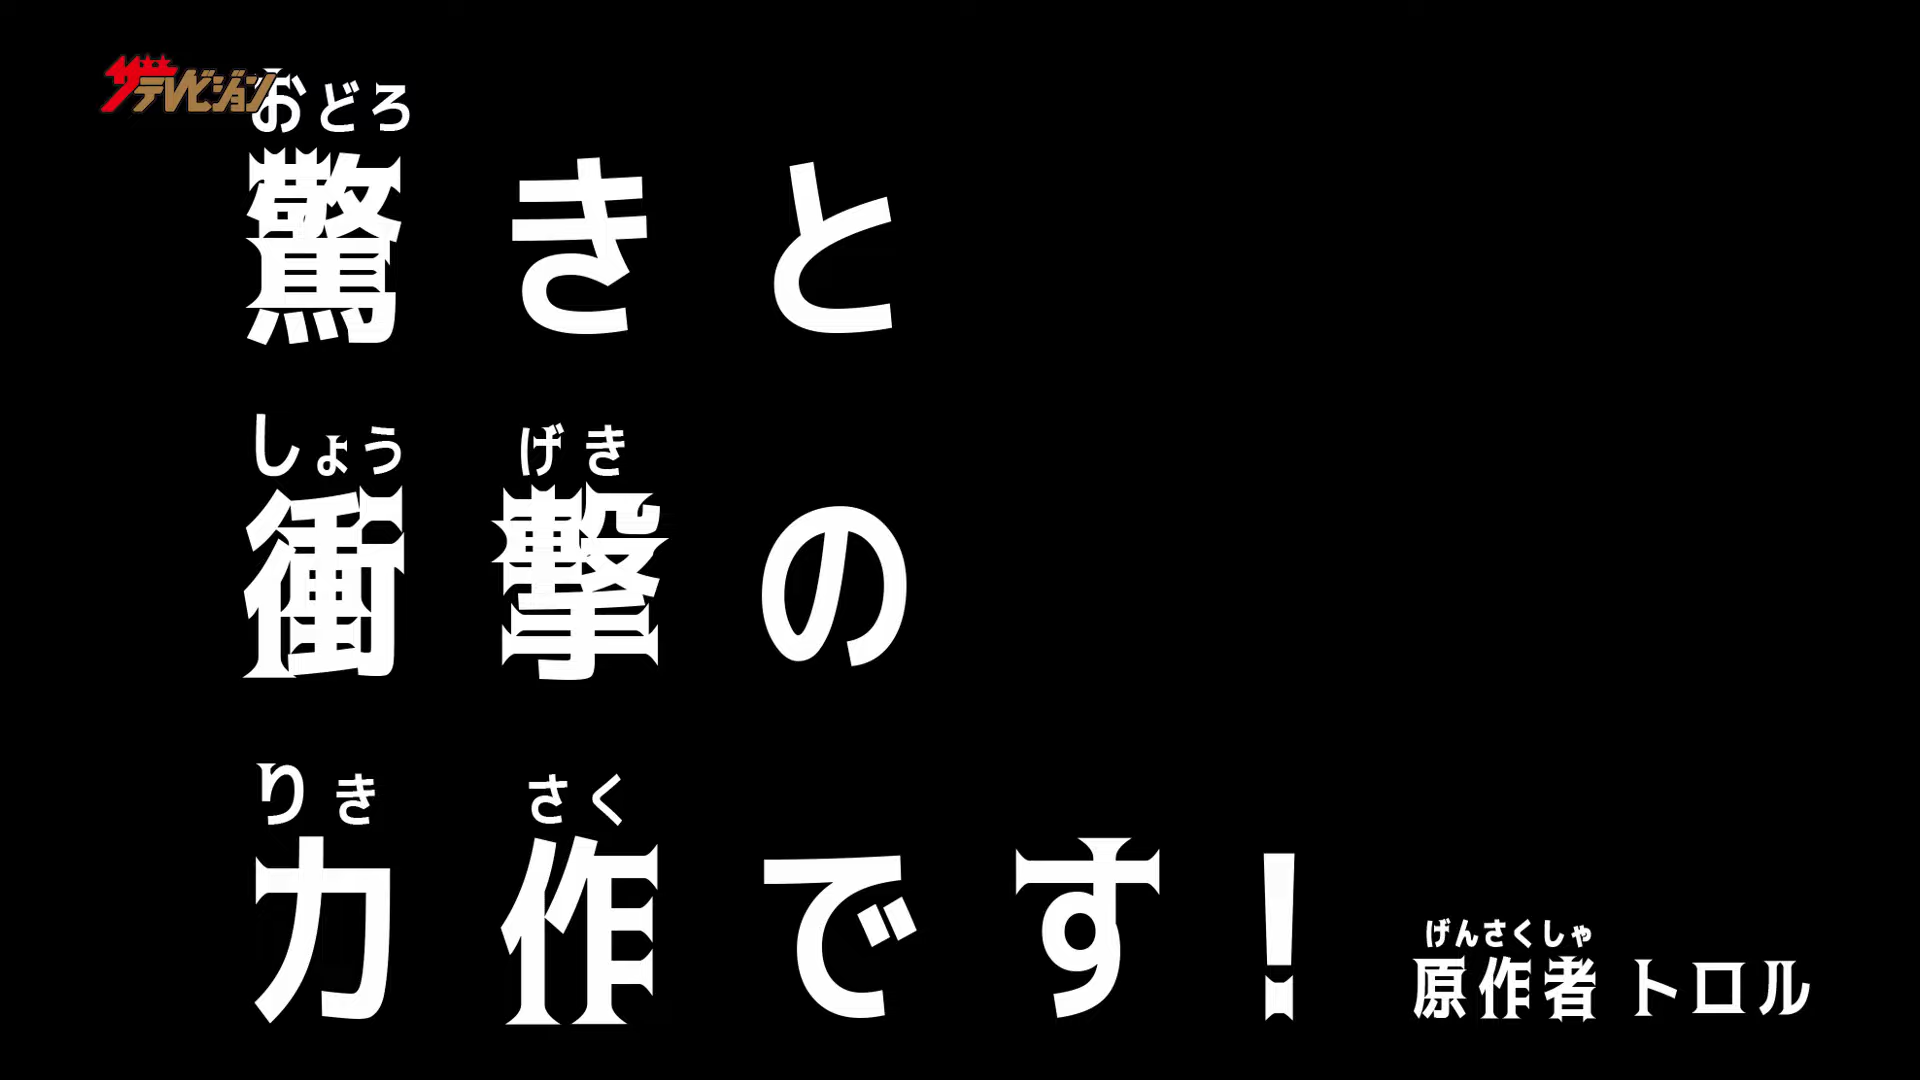 ザテレビジョン
おどろ
驚きと
しょう げき
衝撃の
りき さく
力作です!
げんさくしゃ
原作者 トロル